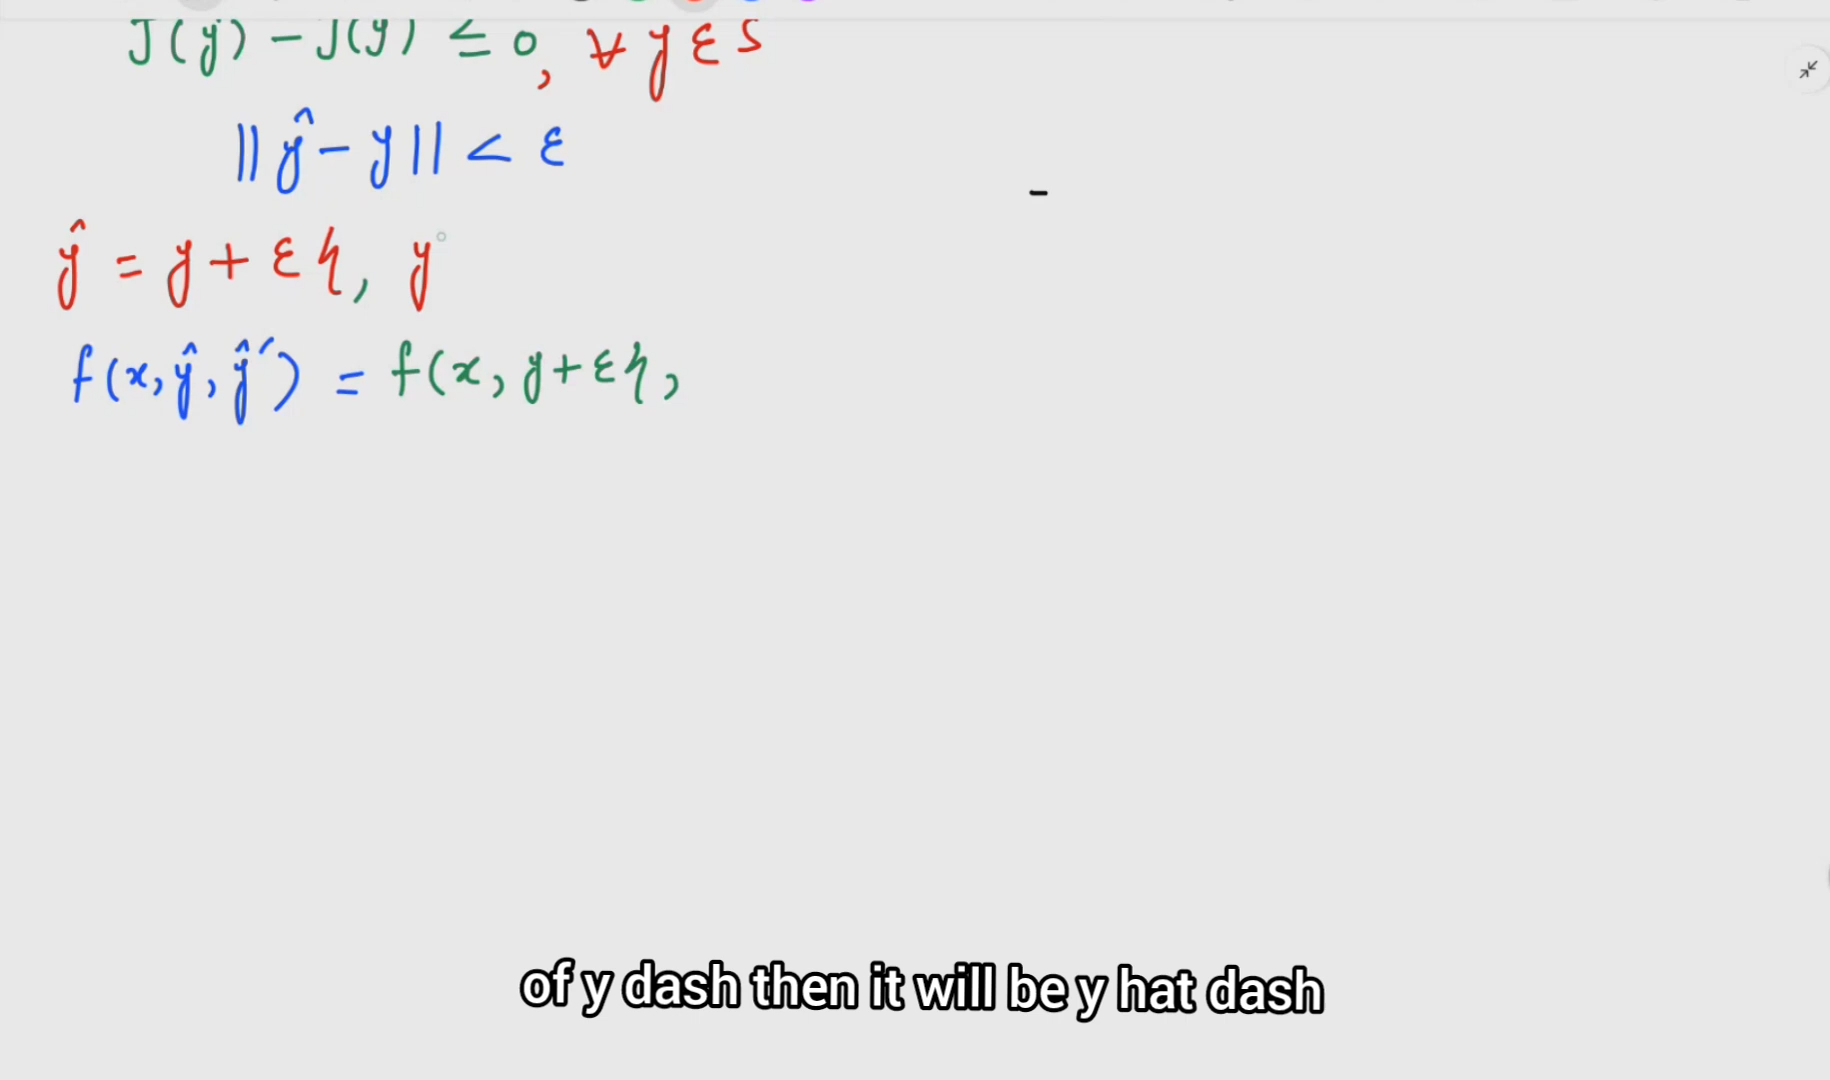 J(ŷ) - J(y) ≤ 0, ∀ y ε S
||ŷ - y|| < ε
ŷ = y + εη, y
f(x, ŷ, ŷ′) = f(x, y + εη,
of y dash then it will be y hat dash